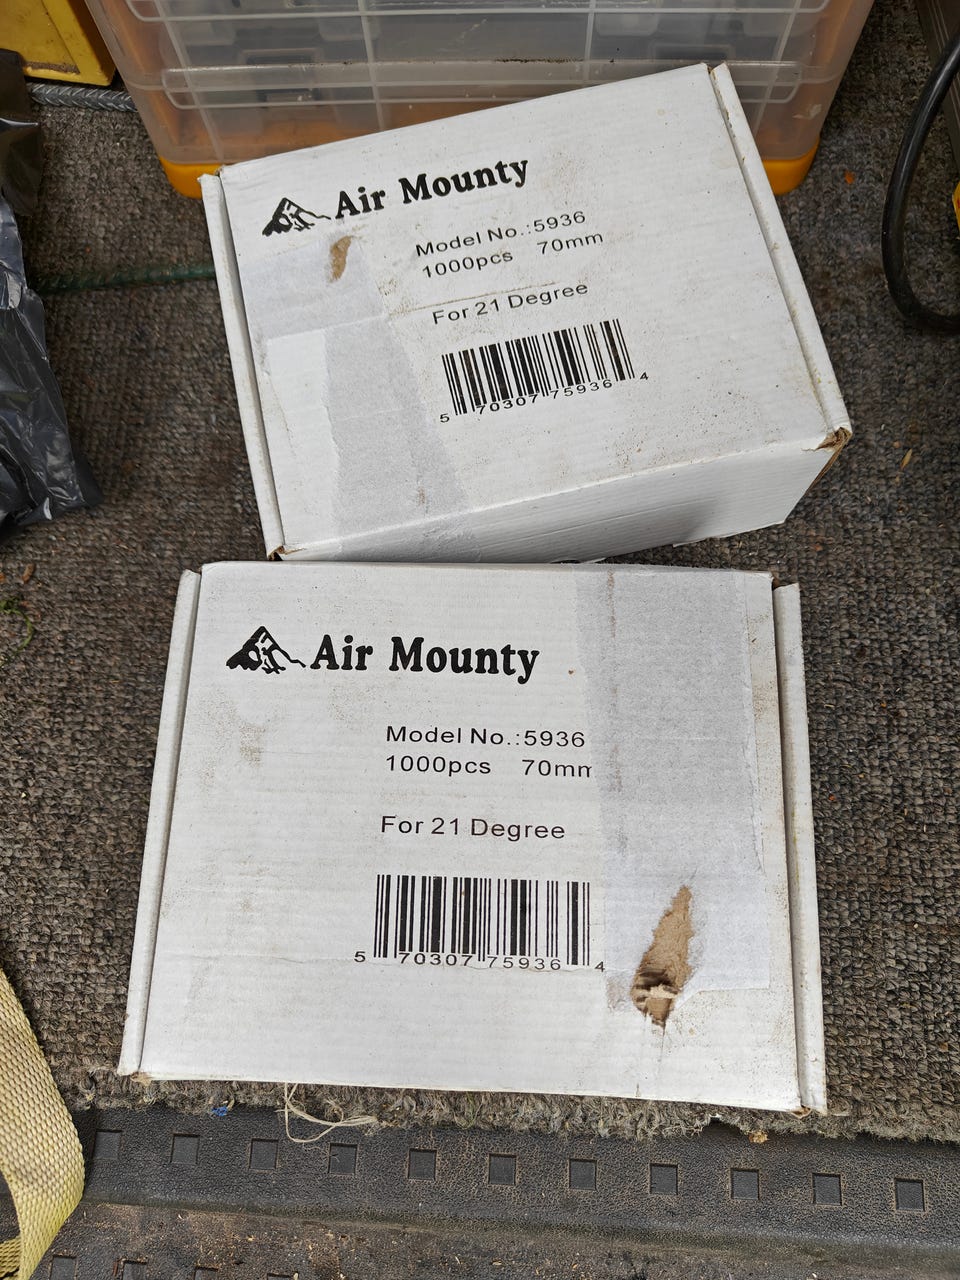 Air Mounty
Model No.:5936
1000pcs 70mm
For 21 Degree
5 70307 75936 4
Air Mounty
Model No.:5936
1000pcs 70mm
For 21 Degree
5 70307 75936 4